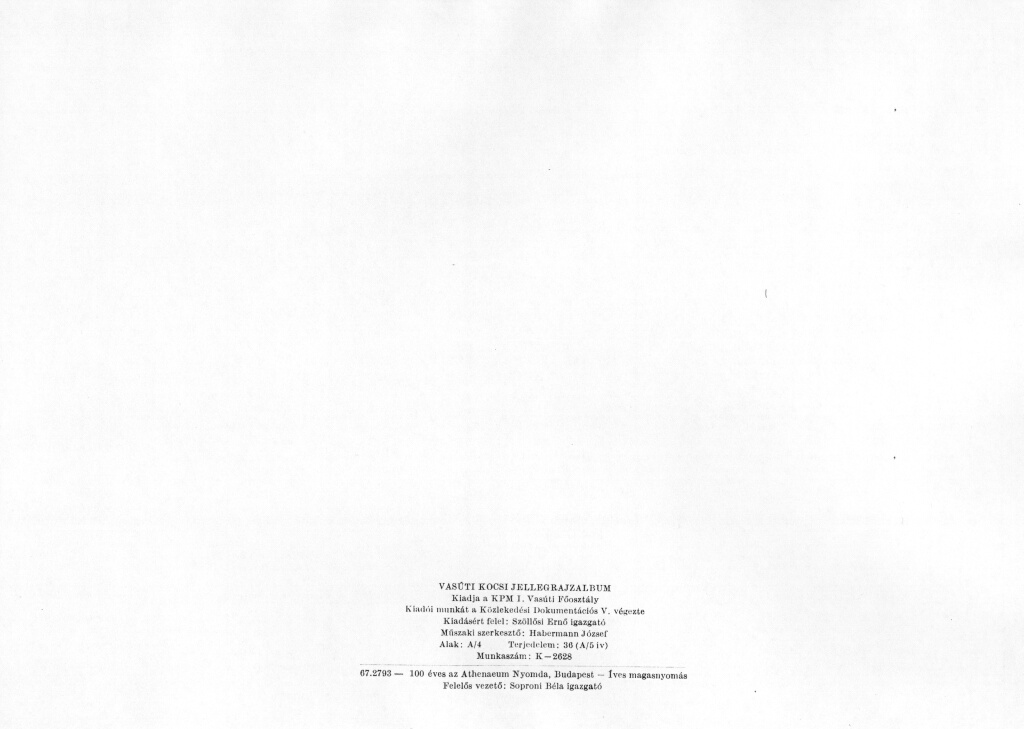 VASÚTI KOCSI JELLEGRAJZALBUM
Kiadja a KPM I. Vasúti Főosztály
Kiadói munkát a Közlekedési Dokumentációs V. végezte
Kiadásért felel: Szöllősi Ernő igazgató
Műszaki szerkesztő: Habermann József
Alak: A/4 Terjedelem: 36 (A/5 ív)
Munkaszám: K—2628
67.2793 — 100 éves az Athenaeum Nyomda, Budapest — Íves magasnyomás
Felelős vezető: Soproni Béla igazgató